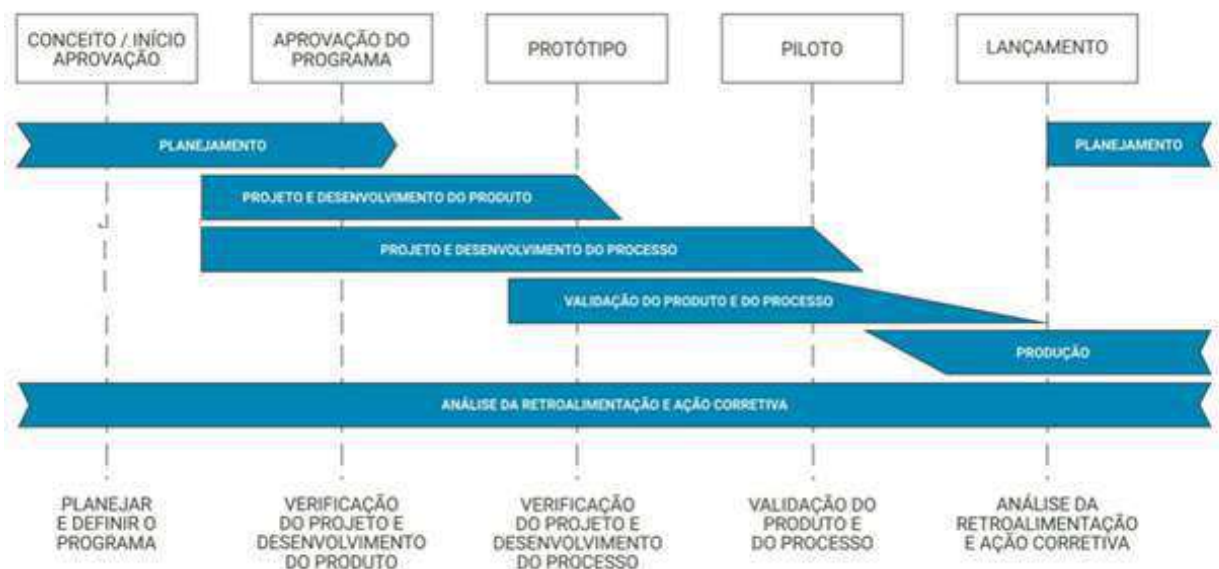 CONCEITO / INÍCIO
APROVAÇÃO
APROVAÇÃO DO
PROGRAMA
PROTÓTIPO
PILOTO
LANÇAMENTO
PLANEJAMENTO
PLANEJAMENTO
PROJETO E DESENVOLVIMENTO DO PRODUTO
PROJETO E DESENVOLVIMENTO DO PROCESSO
VALIDAÇÃO DO PRODUTO E DO PROCESSO
PRODUÇÃO
ANÁLISE DA RETROALIMENTAÇÃO E AÇÃO CORRETIVA
PLANEJAR
E DEFINIR O
PROGRAMA
VERIFICAÇÃO
DO PROJETO E
DESENVOLVIMENTO
DO PRODUTO
VERIFICAÇÃO
DO PROJETO E
DESENVOLVIMENTO
DO PROCESSO
VALIDAÇÃO DO
PRODUTO E
DO PROCESSO
ANÁLISE DA
RETROALIMENTAÇÃO
E AÇÃO CORRETIVA